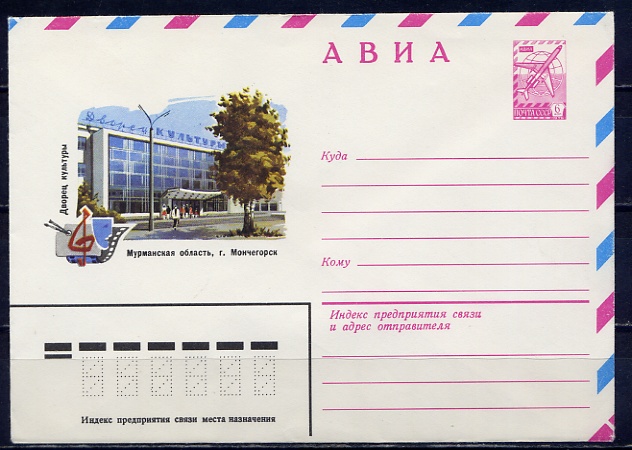 АВИА
ПОЧТА СССР
6
Дворец культуры
Дворец КУЛЬТУРЫ
Мурманская область, г. Мончегорск
Куда
Кому
Индекс предприятия связи
и адрес отправителя
Индекс предприятия связи места назначения